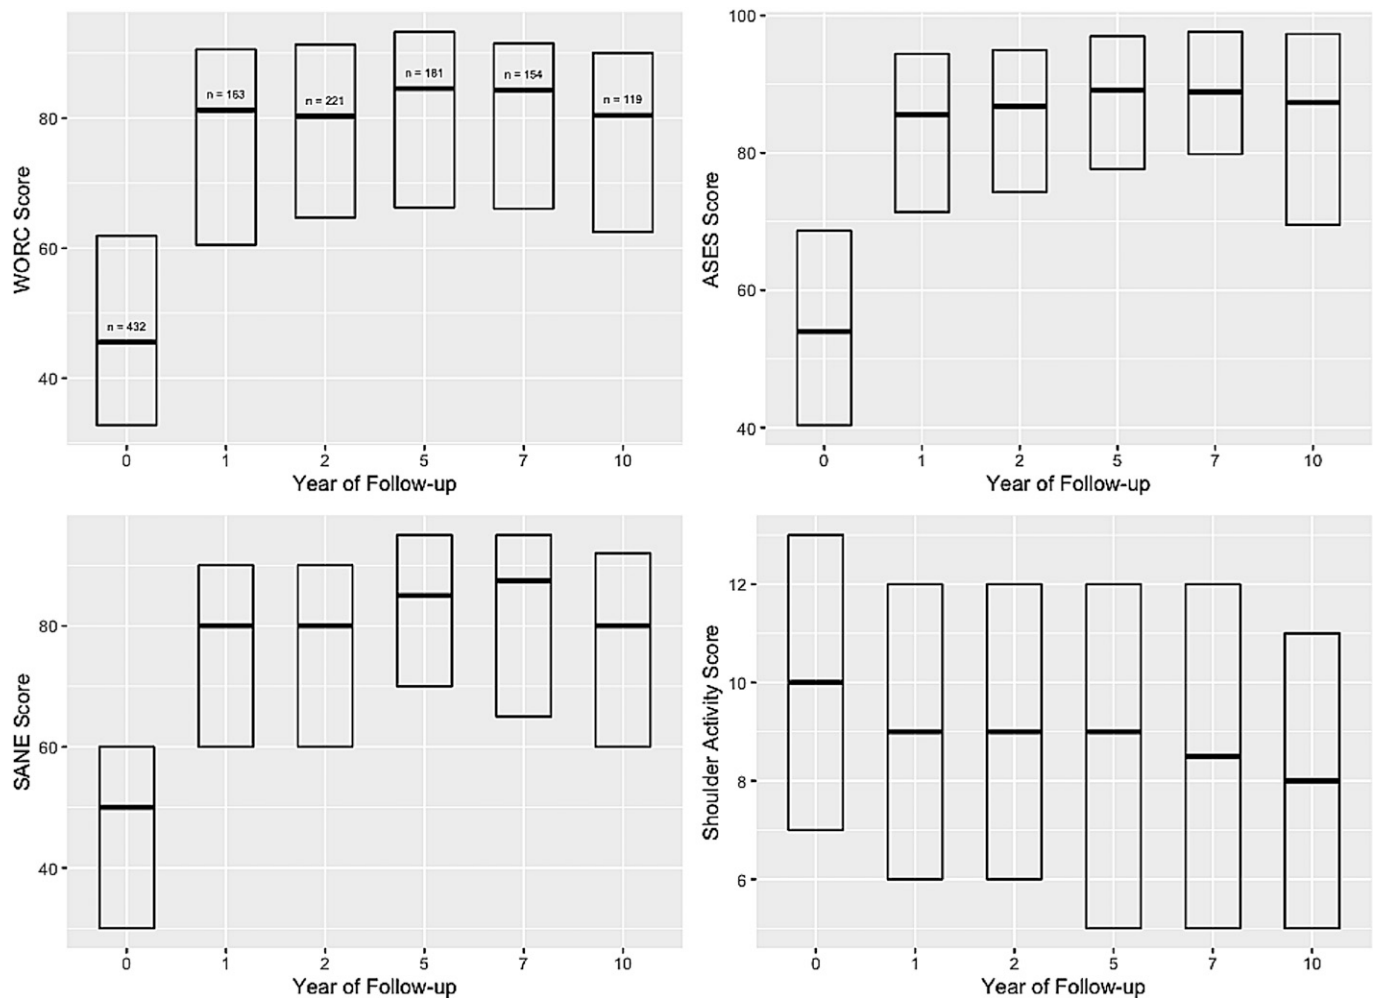 WORC Score
80
60
40
n = 432
n = 163
n = 221
n = 181
n = 154
n = 119
0 1 2 5 7 10
Year of Follow-up
ASES Score
100
80
60
40
0 1 2 5 7 10
Year of Follow-up
SANE Score
80
60
40
0 1 2 5 7 10
Year of Follow-up
Shoulder Activity Score
12
10
8
6
0 1 2 5 7 10
Year of Follow-up